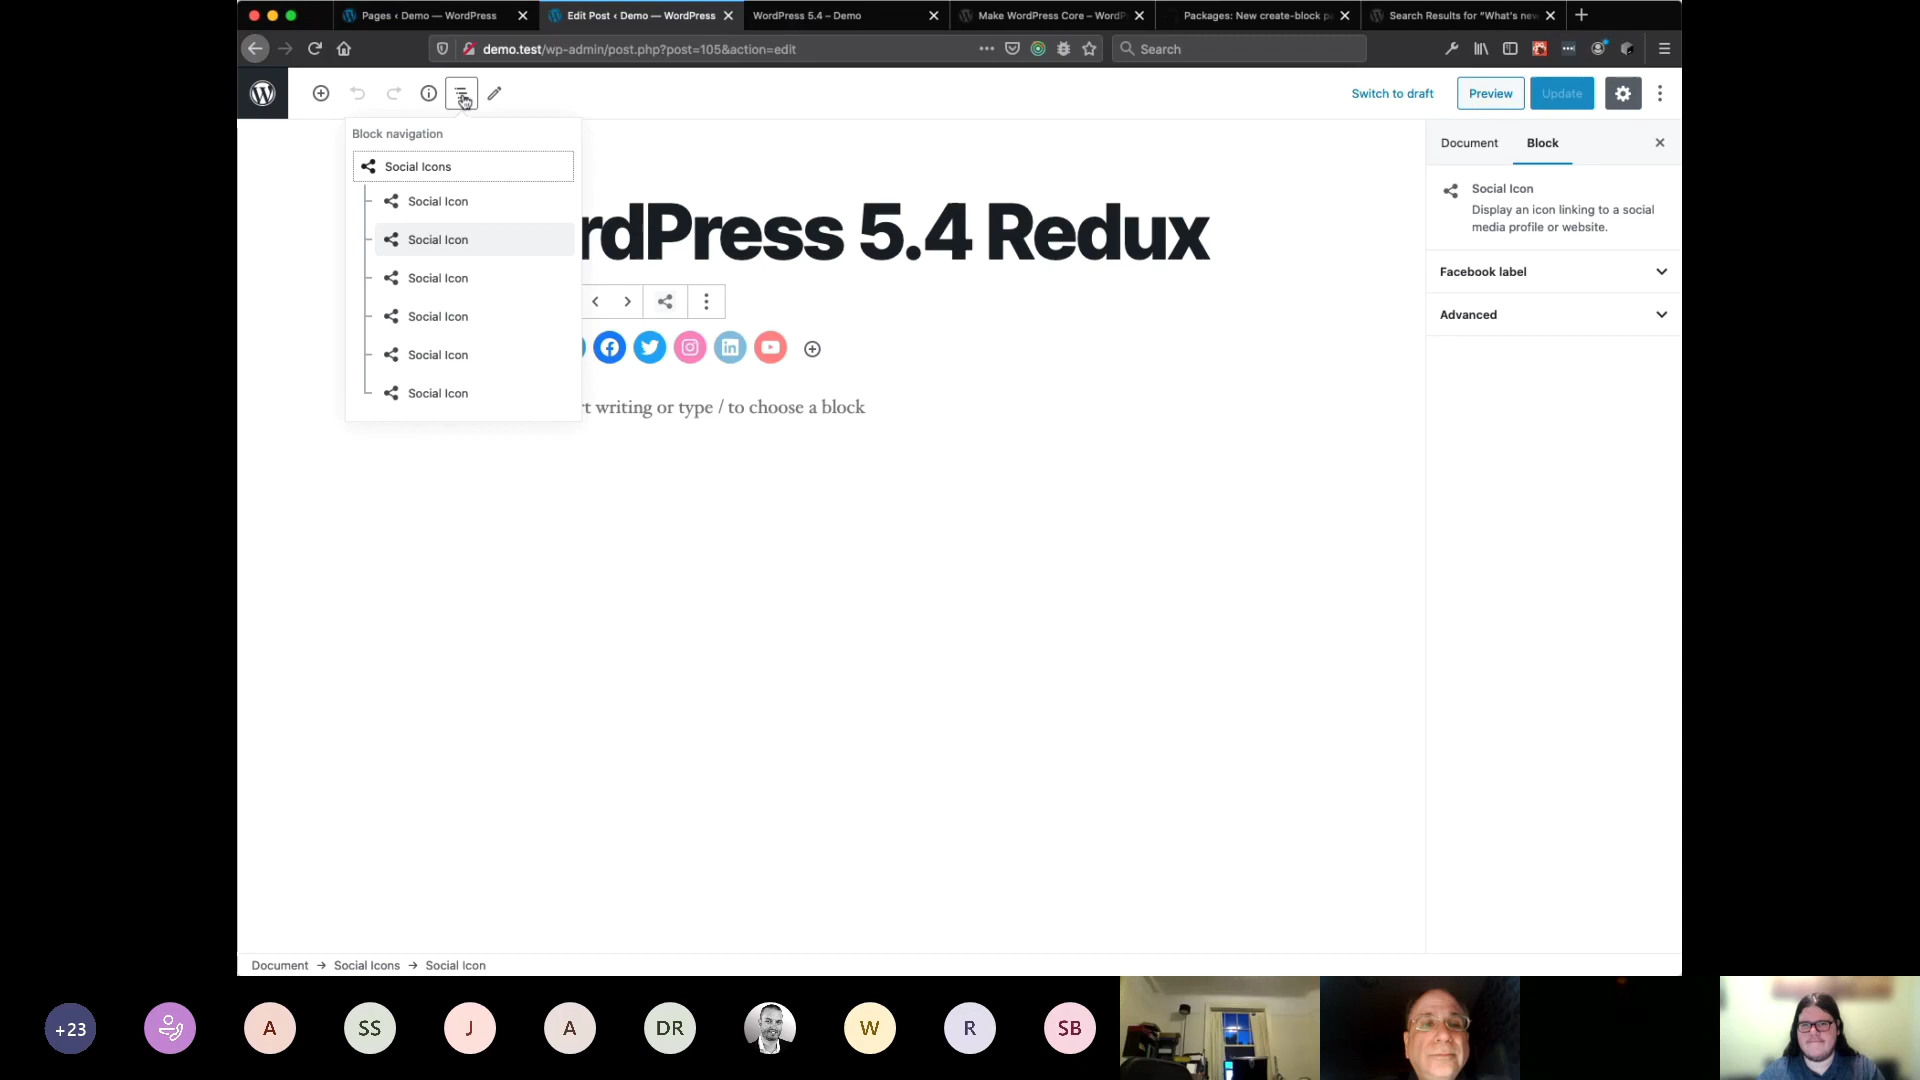 Pages ‹ Demo — WordPress
Edit Post ‹ Demo — WordPress
WordPress 5.4 – Demo
Make WordPress Core – WordP
Packages: New create-block pa
Search Results for "What's new
demo.test/wp-admin/post.php?post=105&action=edit
Search
Switch to draft
Preview
Update
Block navigation
Social Icons
Social Icon
Social Icon
Social Icon
Social Icon
Social Icon
Social Icon
rdPress 5.4 Redux
rt writing or type / to choose a block
Document
Block
Social Icon
Display an icon linking to a social
media profile or website.
Facebook label
Advanced
Document → Social Icons → Social Icon
+23
A
SS
J
A
DR
W
R
SB